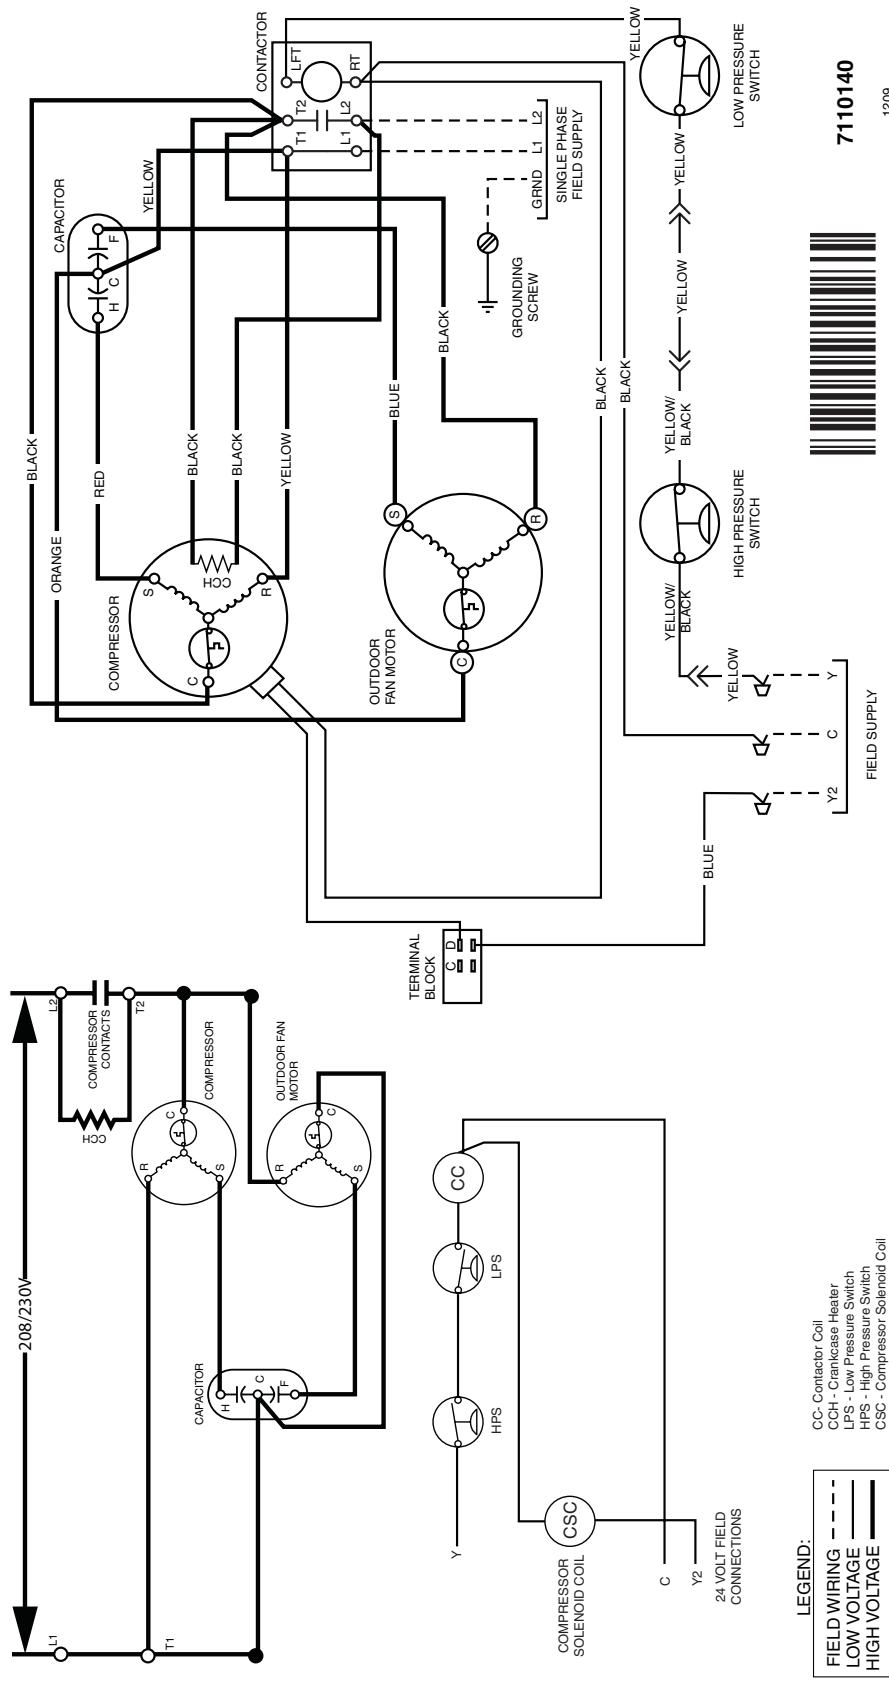 208/230V
L1
T1
L2
T2
COMPRESSOR
CONTACTS
CCH
COMPRESSOR
R
S
C
OUTDOOR FAN
MOTOR
R
S
C
CAPACITOR
H
C
F
Y
HPS
LPS
CC
COMPRESSOR
SOLENOID COIL
CSC
C
Y2
24 VOLT FIELD
CONNECTIONS
LEGEND:
FIELD WIRING
LOW VOLTAGE
HIGH VOLTAGE
CC- Contactor Coil
CCH - Crankcase Heater
LPS - Low Pressure Switch
HPS - High Pressure Switch
CSC - Compressor Solenoid Coil
BLACK
ORANGE
RED
BLACK
BLACK
YELLOW
CAPACITOR
H
C
F
YELLOW
COMPRESSOR
C
S
R
CCH
CONTACTOR
LFT
RT
T2
L2
T1
L1
OUTDOOR
FAN MOTOR
C
S
R
BLUE
BLACK
GROUNDING
SCREW
GRND
L1
L2
SINGLE PHASE
FIELD SUPPLY
TERMINAL
BLOCK
C
D
BLACK
BLACK
BLUE
YELLOW
YELLOW/
BLACK
HIGH PRESSURE
SWITCH
YELLOW/
BLACK
YELLOW
YELLOW
LOW PRESSURE
SWITCH
YELLOW
Y2
C
Y
FIELD SUPPLY
7110140
1209